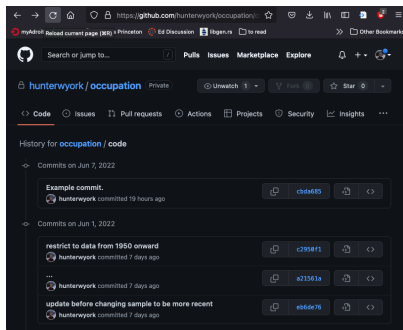 https://github.com/hunterwyork/occupation/c
myAdroit
Reload current page (⌘R)
Princeton
Ed Discussion
libgen.rs
to read
Other Bookmarks
Search or jump to...
/
Pulls Issues Marketplace Explore
hunterwyork / occupation Private
Unwatch 1
Fork 0
Star 0
Code Issues Pull requests Actions Projects Security Insights
History for occupation / code
Commits on Jun 7, 2022
Example commit.
hunterwyork committed 19 hours ago
cbda685
Commits on Jun 1, 2022
restrict to data from 1950 onward
hunterwyork committed 7 days ago
c2950f1
...
hunterwyork committed 7 days ago
a21561a
update before changing sample to be more recent
hunterwyork committed 7 days ago
eb6de76